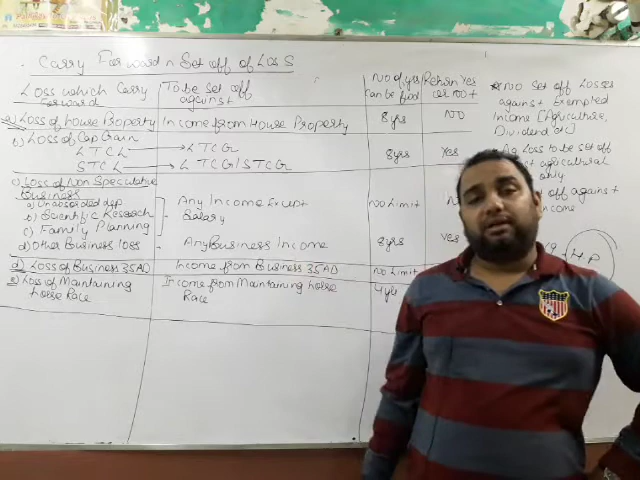 Carry Forward n Set off of Loss
Loss which Carry Forward
To be set off against
No of yrs can be fwd
Return Yes or not
a) Loss of house Property
Income from House Property
8yrs
NO
b) Loss of Cap Gain
LTCL → LTCG
STCL → LTCG/STCG
8yrs
Yes
c) Loss of Non Speculative Business
a) Unabsorbed dep
b) Scientific Research
c) Family Planning
Any Income Except Salary
No Limit
d) Other Business loss - Any Business Income
8yrs
Yes
d) Loss of Business 35AD
Income from Business 35AD
No Limit
e) Loss of Maintaining horse Race
Income from Maintaining horse Race
4yrs
* No Set off Losses against Exempted Income (Agriculture, Dividend
Loss to be set off
agricultural
only
off against
Income
H.P